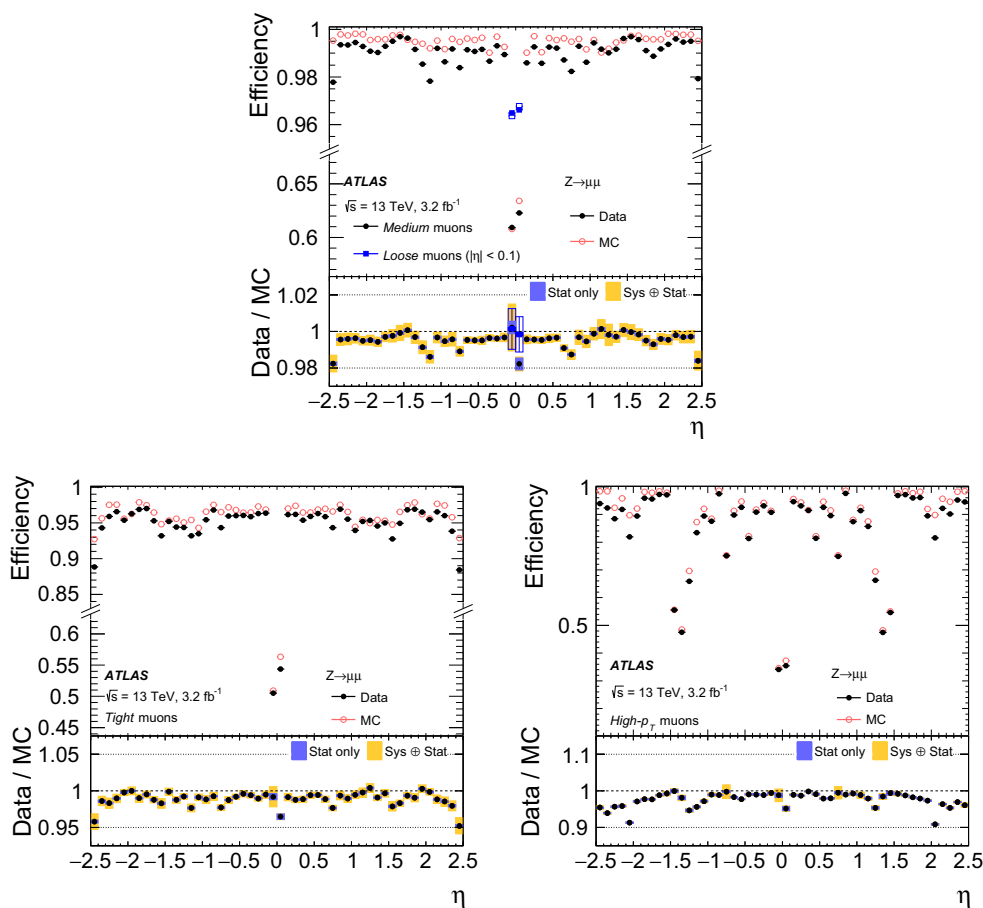 Efficiency
1
0.98
0.96
0.65
0.6
ATLAS
√s = 13 TeV, 3.2 fb⁻¹
Medium muons
Loose muons (|η| < 0.1)
Z→μμ
Data
MC
Data / MC
1.02
1
0.98
Stat only
Sys ⊕ Stat
−2.5 −2 −1.5 −1 −0.5 0 0.5 1 1.5 2 2.5
η
Efficiency
1
0.95
0.9
0.85
0.6
0.55
0.5
0.45
ATLAS
√s = 13 TeV, 3.2 fb⁻¹
Tight muons
Z→μμ
Data
MC
Data / MC
1.05
1
0.95
Stat only
Sys ⊕ Stat
−2.5 −2 −1.5 −1 −0.5 0 0.5 1 1.5 2 2.5
η
Efficiency
1
0.5
ATLAS
√s = 13 TeV, 3.2 fb⁻¹
High-p_T muons
Z→μμ
Data
MC
Data / MC
1.1
1
0.9
Stat only
Sys ⊕ Stat
−2.5 −2 −1.5 −1 −0.5 0 0.5 1 1.5 2 2.5
η